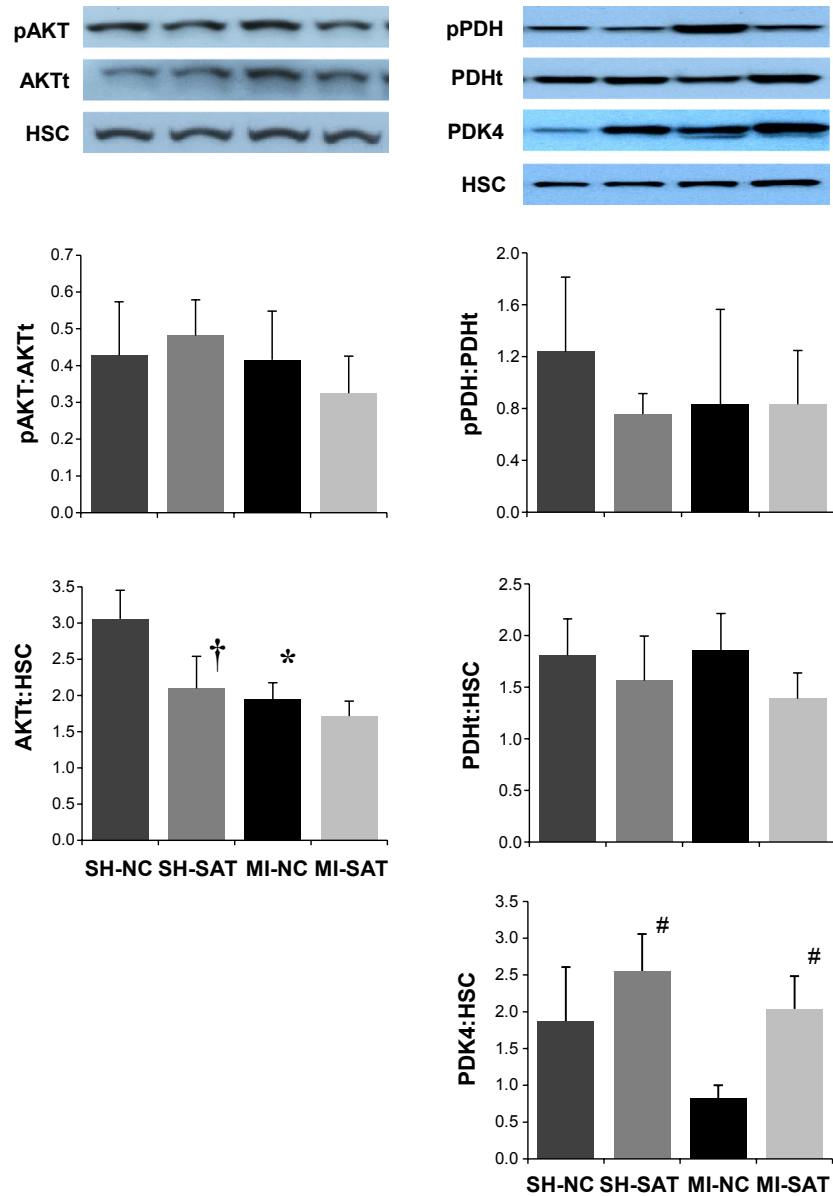 pAKT
AKTt
HSC
pPDH
PDHt
PDK4
HSC
pAKT:AKTt
0.7
0.6
0.5
0.4
0.3
0.2
0.1
0.0
pPDH:PDHt
2.0
1.6
1.2
0.8
0.4
0.0
AKTt:HSC
3.5
3.0
2.5
2.0
1.5
1.0
0.5
0.0
†
*
SH-NC SH-SAT MI-NC MI-SAT
PDHt:HSC
2.5
2.0
1.5
1.0
0.5
0.0
PDK4:HSC
3.5
3.0
2.5
2.0
1.5
1.0
0.5
0.0
#
#
SH-NC SH-SAT MI-NC MI-SAT